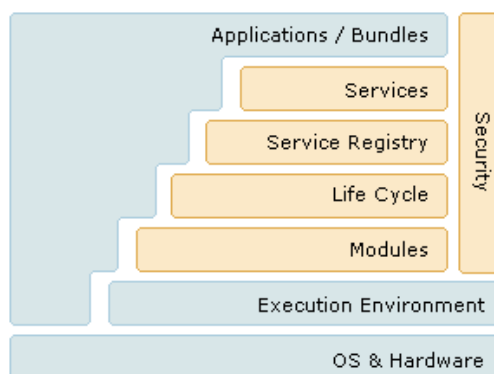 Applications / Bundles
Services
Service Registry
Life Cycle
Modules
Security
Execution Environment
OS & Hardware